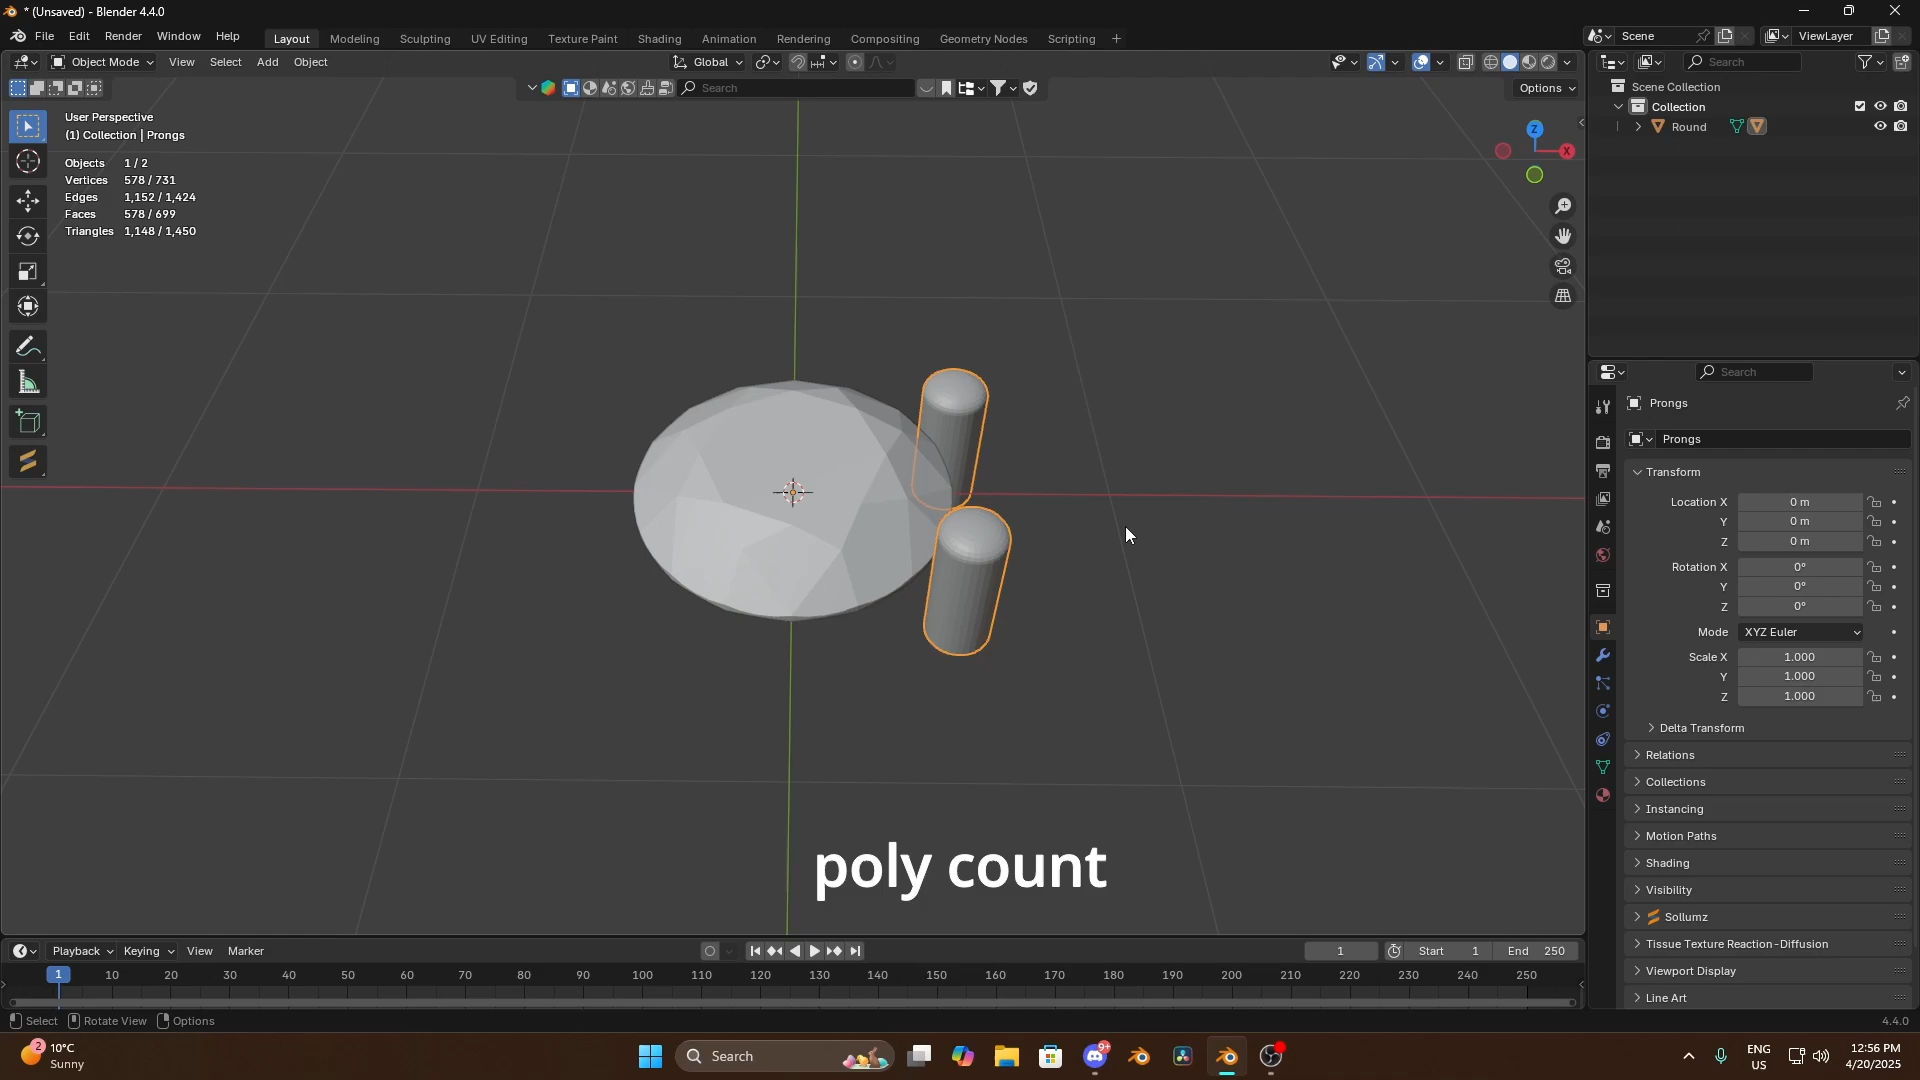 * (Unsaved) - Blender 4.4.0
File Edit Render Window Help Layout Modeling Sculpting UV Editing Texture Paint Shading Animation Rendering Compositing Geometry Nodes Scripting + Scene ViewLayer
Object Mode View Select Add Object Global Search
Search Options
User Perspective
(1) Collection | Prongs
Objects 1 / 2
Vertices 578 / 731
Edges 1,152 / 1,424
Faces 578 / 699
Triangles 1,148 / 1,450
Z
X
Scene Collection
Collection
Round
Search
Prongs
Prongs
Transform
Location X 0 m
Y 0 m
Z 0 m
Rotation X 0°
Y 0°
Z 0°
Mode XYZ Euler
Scale X 1.000
Y 1.000
Z 1.000
Delta Transform
Relations
Collections
Instancing
Motion Paths
Shading
Visibility
Sollumz
Tissue Texture Reaction-Diffusion
Viewport Display
Line Art
poly count
Playback Keying View Marker 1 Start 1 End 250
1 10 20 30 40 50 60 70 80 90 100 110 120 130 140 150 160 170 180 190 200 210 220 230 240 250
Select Rotate View Options 4.4.0
2 10°C
Sunny
Search
9+
ENG
US
12:56 PM
4/20/2025